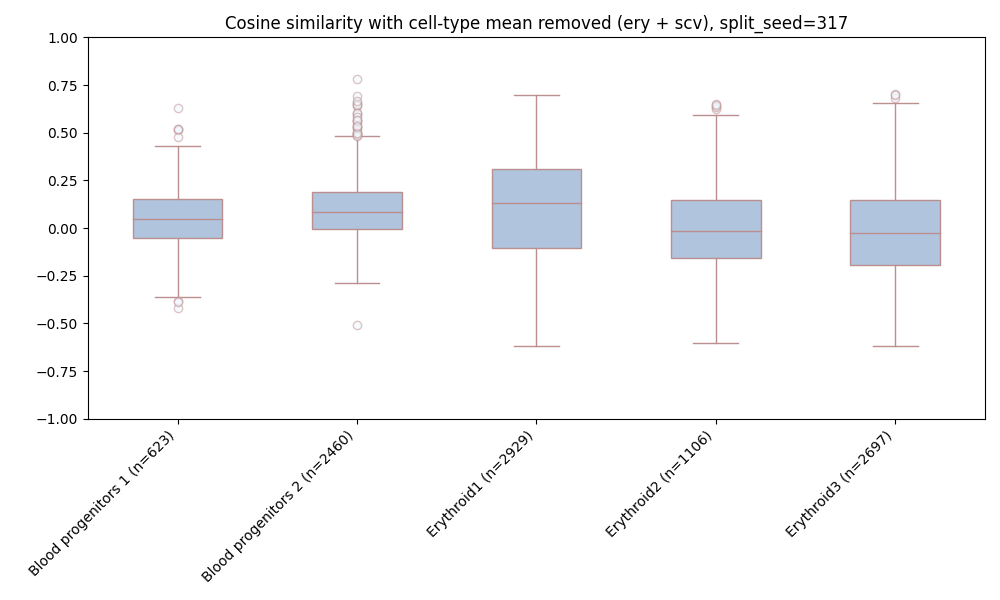 Cosine similarity with cell-type mean removed (ery + scv), split_seed=317
1.00
0.75
0.50
0.25
0.00
−0.25
−0.50
−0.75
−1.00
Blood progenitors 1 (n=623)
Blood progenitors 2 (n=2460)
Erythroid1 (n=2929)
Erythroid2 (n=1106)
Erythroid3 (n=2697)